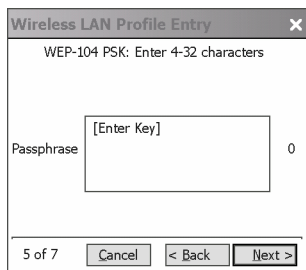 Wireless LAN Profile Entry ×
WEP-104 PSK: Enter 4-32 characters
Passphrase [Enter Key] 0
5 of 7 Cancel < Back Next >